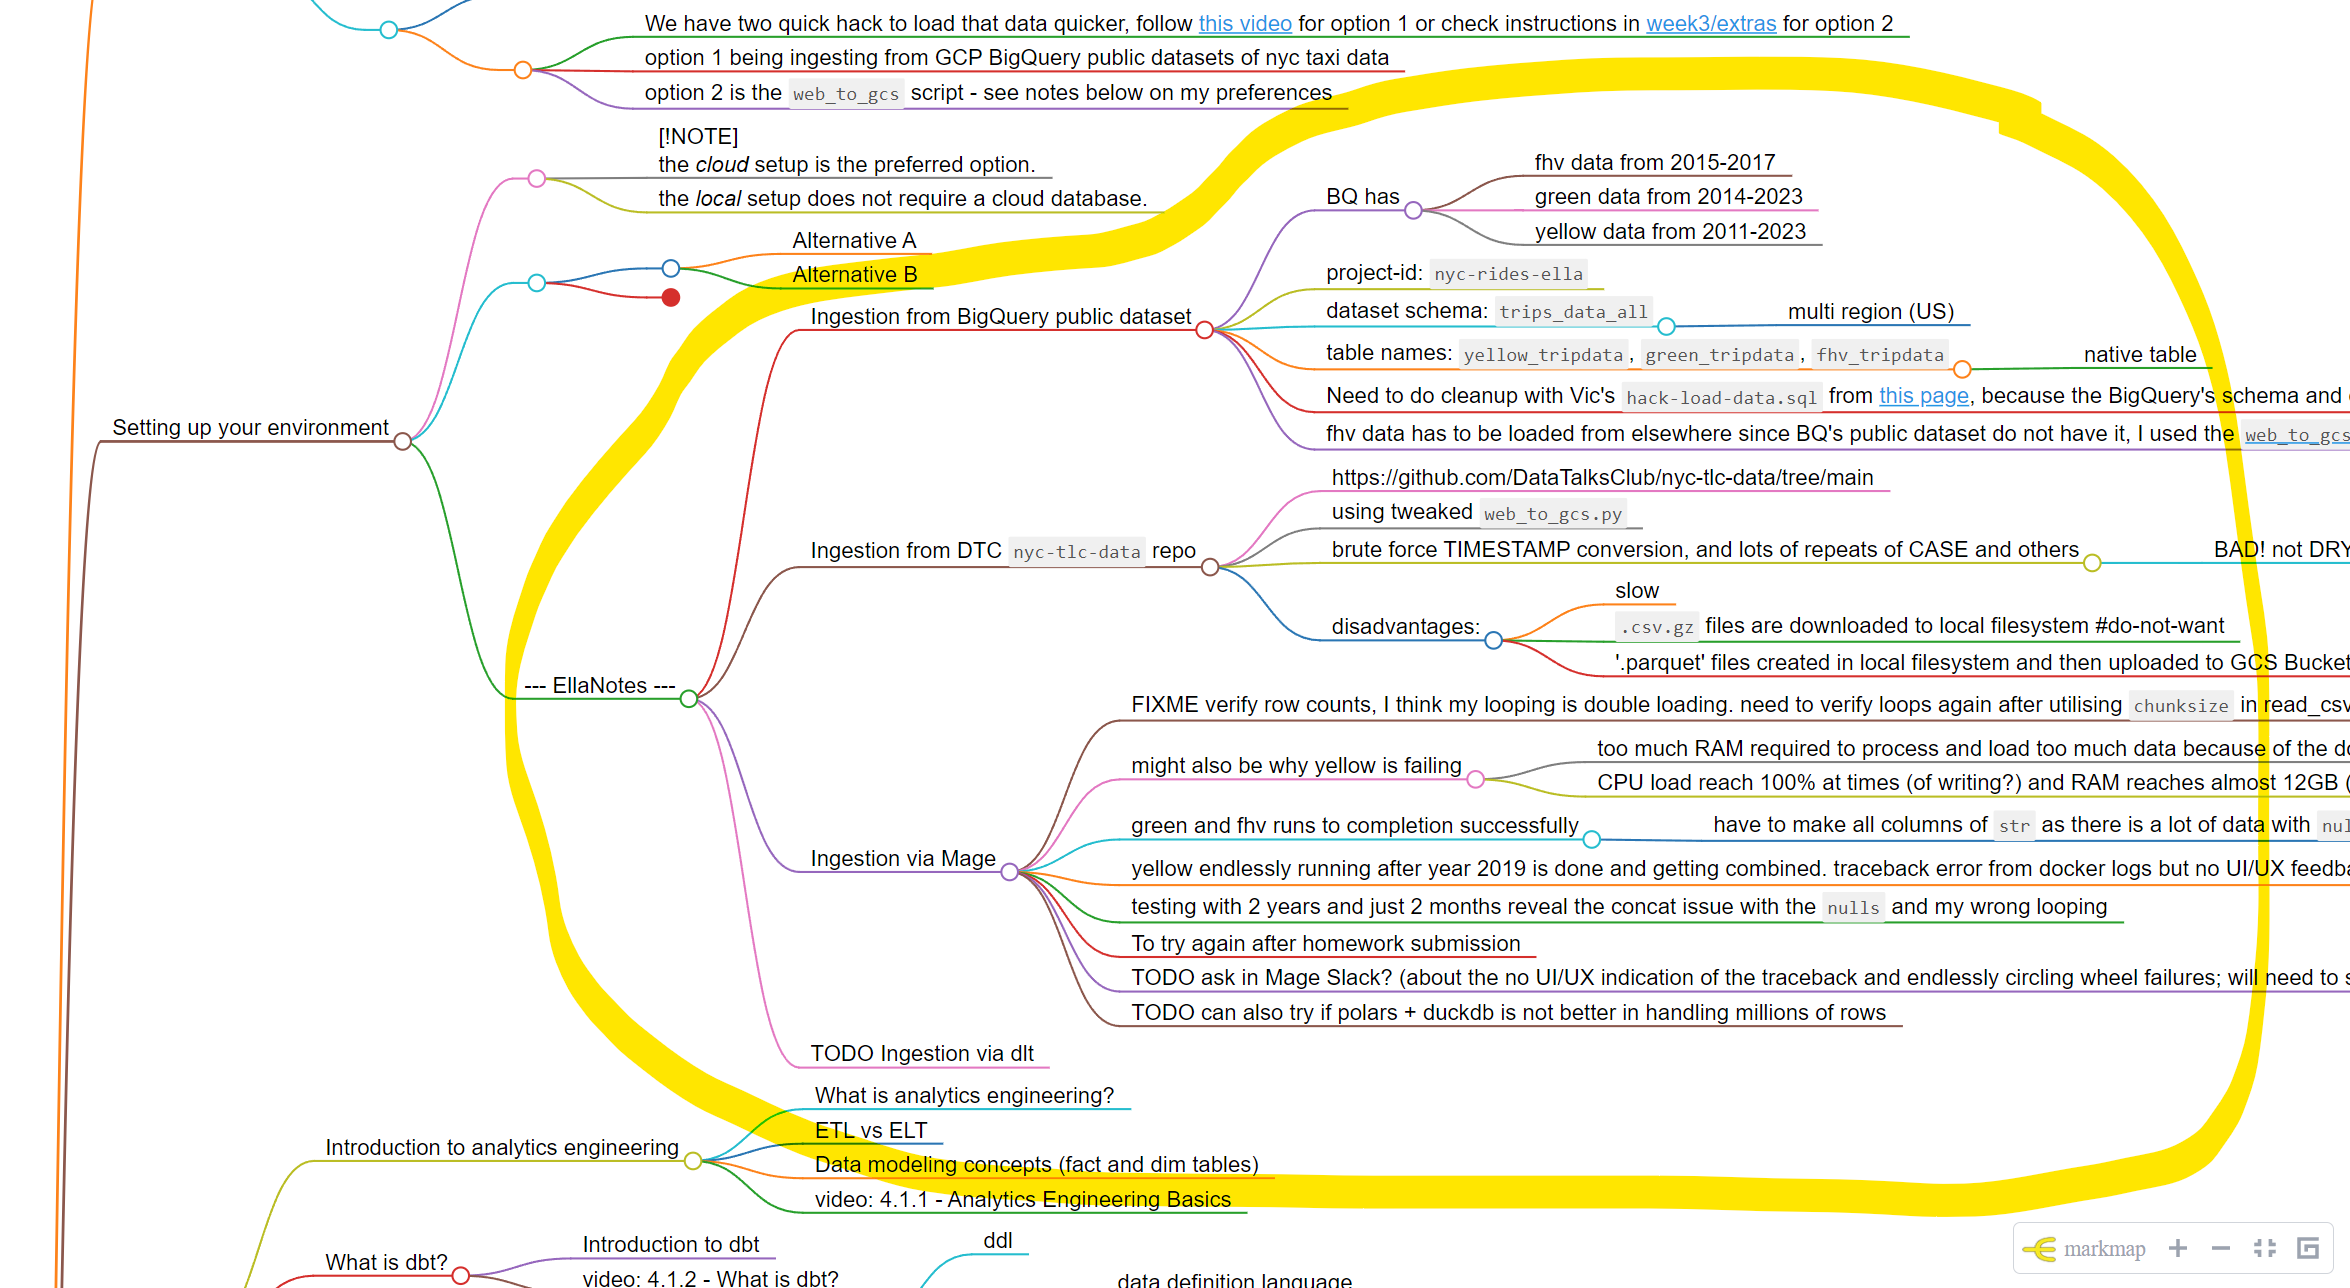 We have two quick hack to load that data quicker, follow this video for option 1 or check instructions in week3/extras for option 2
option 1 being ingesting from GCP BigQuery public datasets of nyc taxi data
option 2 is the web_to_gcs script - see notes below on my preferences
[!NOTE]
the cloud setup is the preferred option.
the local setup does not require a cloud database.
Alternative A
Alternative B
Setting up your environment
--- EllaNotes ---
Ingestion from BigQuery public dataset
BQ has
fhv data from 2015-2017
green data from 2014-2023
yellow data from 2011-2023
project-id: nyc-rides-ella
dataset schema: trips_data_all
multi region (US)
table names: yellow_tripdata, green_tripdata, fhv_tripdata
native table
Need to do cleanup with Vic's hack-load-data.sql from this page, because the BigQuery's schema and
fhv data has to be loaded from elsewhere since BQ's public dataset do not have it, I used the web_to_gcs
Ingestion from DTC nyc-tlc-data repo
https://github.com/DataTalksClub/nyc-tlc-data/tree/main
using tweaked web_to_gcs.py
brute force TIMESTAMP conversion, and lots of repeats of CASE and others
BAD! not DRY
disadvantages:
slow
.csv.gz files are downloaded to local filesystem #do-not-want
'.parquet' files created in local filesystem and then uploaded to GCS Bucket
Ingestion via Mage
FIXME verify row counts, I think my looping is double loading. need to verify loops again after utilising chunksize in read_csv
might also be why yellow is failing
too much RAM required to process and load too much data because of the do
CPU load reach 100% at times (of writing?) and RAM reaches almost 12GB (
green and fhv runs to completion successfully
have to make all columns of str as there is a lot of data with nul
yellow endlessly running after year 2019 is done and getting combined. traceback error from docker logs but no UI/UX feedba
testing with 2 years and just 2 months reveal the concat issue with the nulls and my wrong looping
To try again after homework submission
TODO ask in Mage Slack? (about the no UI/UX indication of the traceback and endlessly circling wheel failures; will need to s
TODO can also try if polars + duckdb is not better in handling millions of rows
TODO Ingestion via dlt
Introduction to analytics engineering
What is analytics engineering?
ETL vs ELT
Data modeling concepts (fact and dim tables)
video: 4.1.1 - Analytics Engineering Basics
What is dbt?
Introduction to dbt
video: 4.1.2 - What is dbt?
ddl
data definition language
markmap